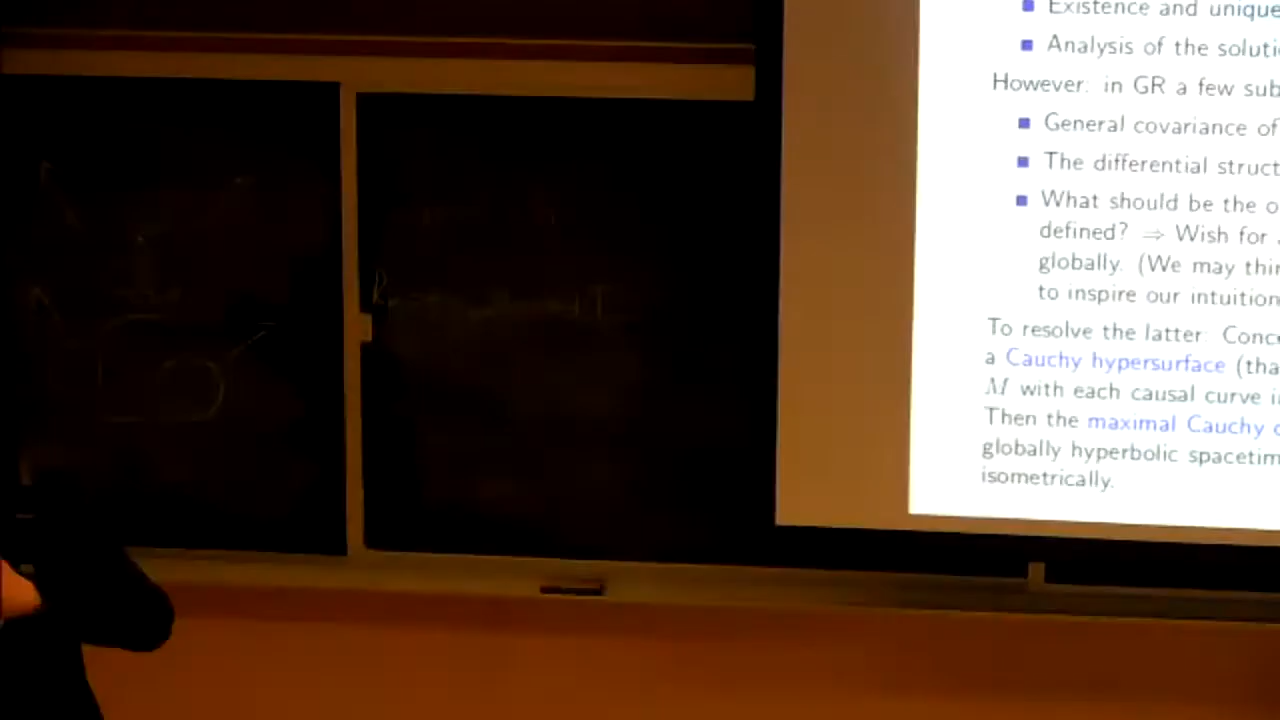 Existence and unique
Analysis of the soluti
However: in GR a few sub
General covariance of
The differential struct
What should be the o
defined? ⇒ Wish for
globally. (We may thin
to inspire our intuition
To resolve the latter: Conce
a Cauchy hypersurface (tha
M with each causal curve i
Then the maximal Cauchy
globally hyperbolic spacetim
isometrically.